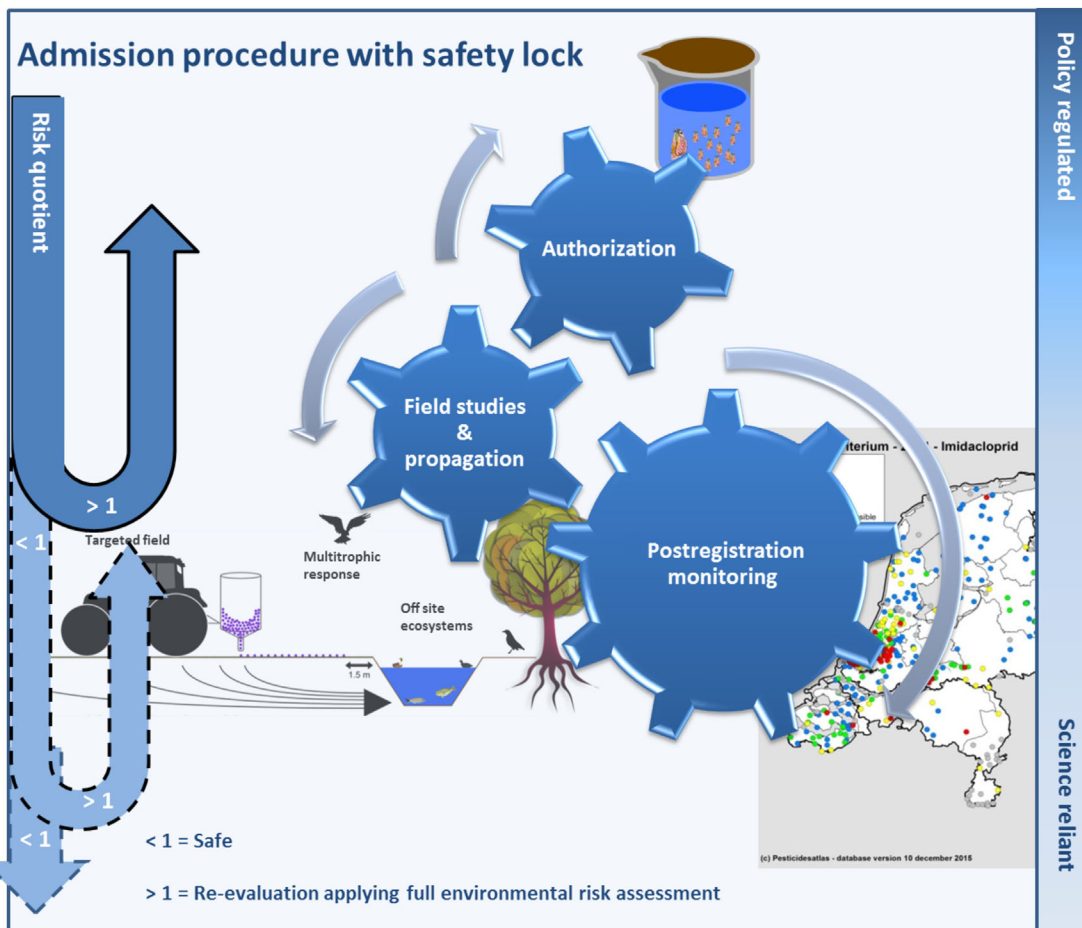 Admission procedure with safety lock
Policy regulated
Risk quotient
Authorization
Field studies
&
propagation
Imidacloprid
> 1
< 1
Targeted field
Multitrophic
response
Postregistration
monitoring
Off site
ecosystems
1.5 m
> 1
< 1
< 1 = Safe
> 1 = Re-evaluation applying full environmental risk assessment
(c) Pesticidesatlas - database version 10 december 2015
Science reliant